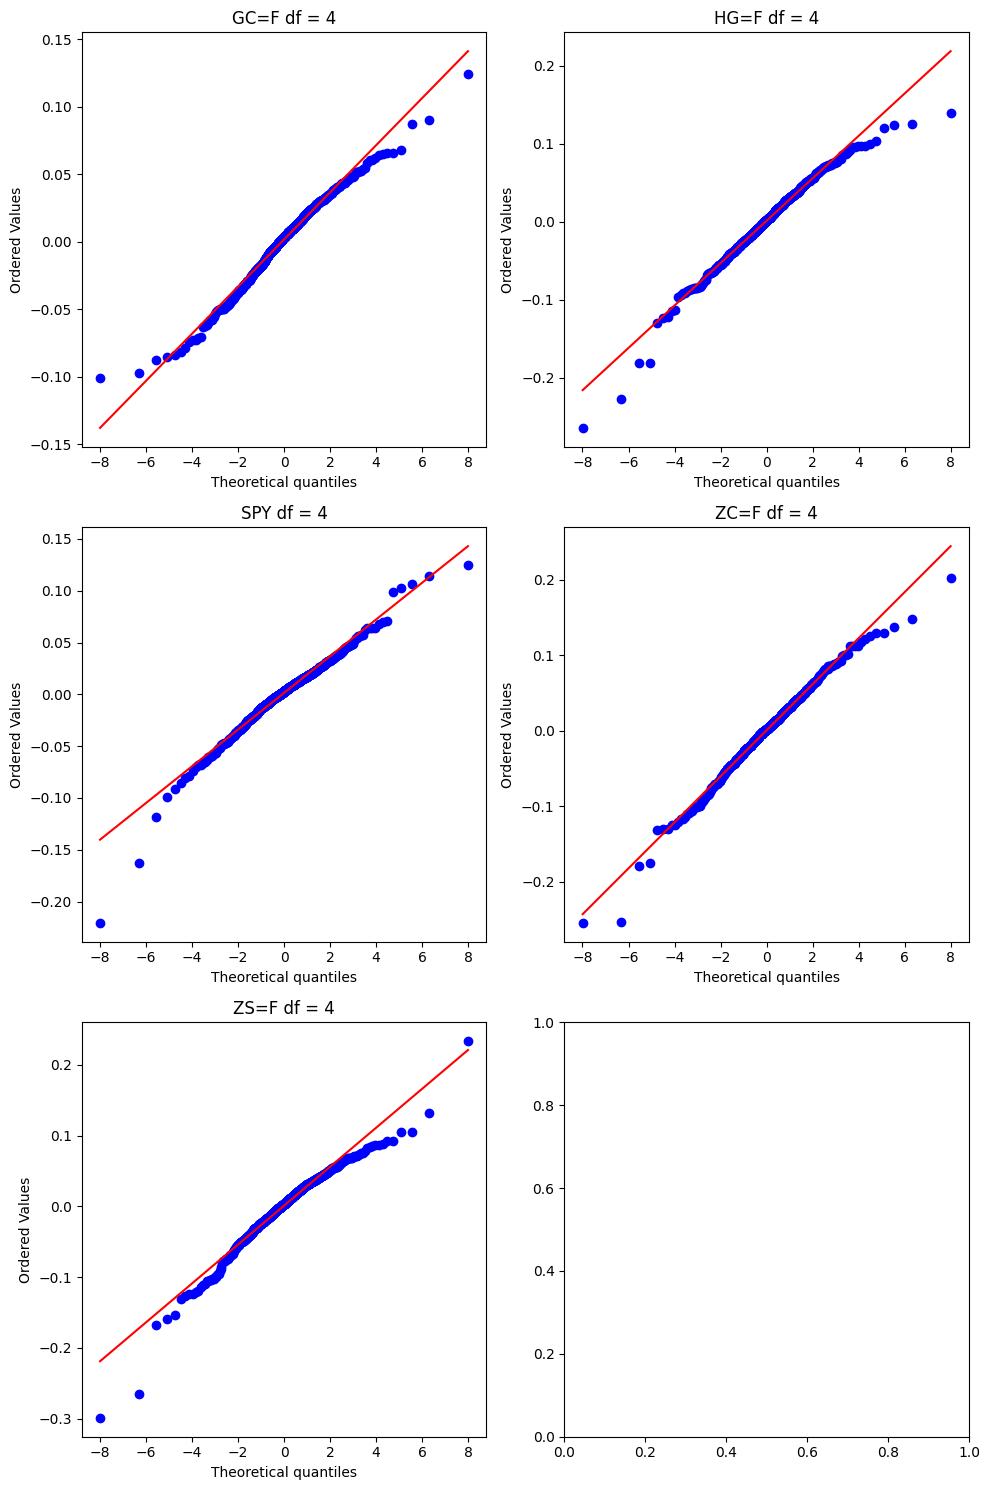 GC=F df = 4
0.15
0.10
0.05
0.00
−0.05
−0.10
−0.15
Ordered Values
−8 −6 −4 −2 0 2 4 6 8
Theoretical quantiles
HG=F df = 4
0.2
0.1
0.0
−0.1
−0.2
Ordered Values
−8 −6 −4 −2 0 2 4 6 8
Theoretical quantiles
SPY df = 4
0.15
0.10
0.05
0.00
−0.05
−0.10
−0.15
−0.20
Ordered Values
−8 −6 −4 −2 0 2 4 6 8
Theoretical quantiles
ZC=F df = 4
0.2
0.1
0.0
−0.1
−0.2
Ordered Values
−8 −6 −4 −2 0 2 4 6 8
Theoretical quantiles
ZS=F df = 4
0.2
0.1
0.0
−0.1
−0.2
−0.3
Ordered Values
−8 −6 −4 −2 0 2 4 6 8
Theoretical quantiles
1.0
0.8
0.6
0.4
0.2
0.0
0.0 0.2 0.4 0.6 0.8 1.0